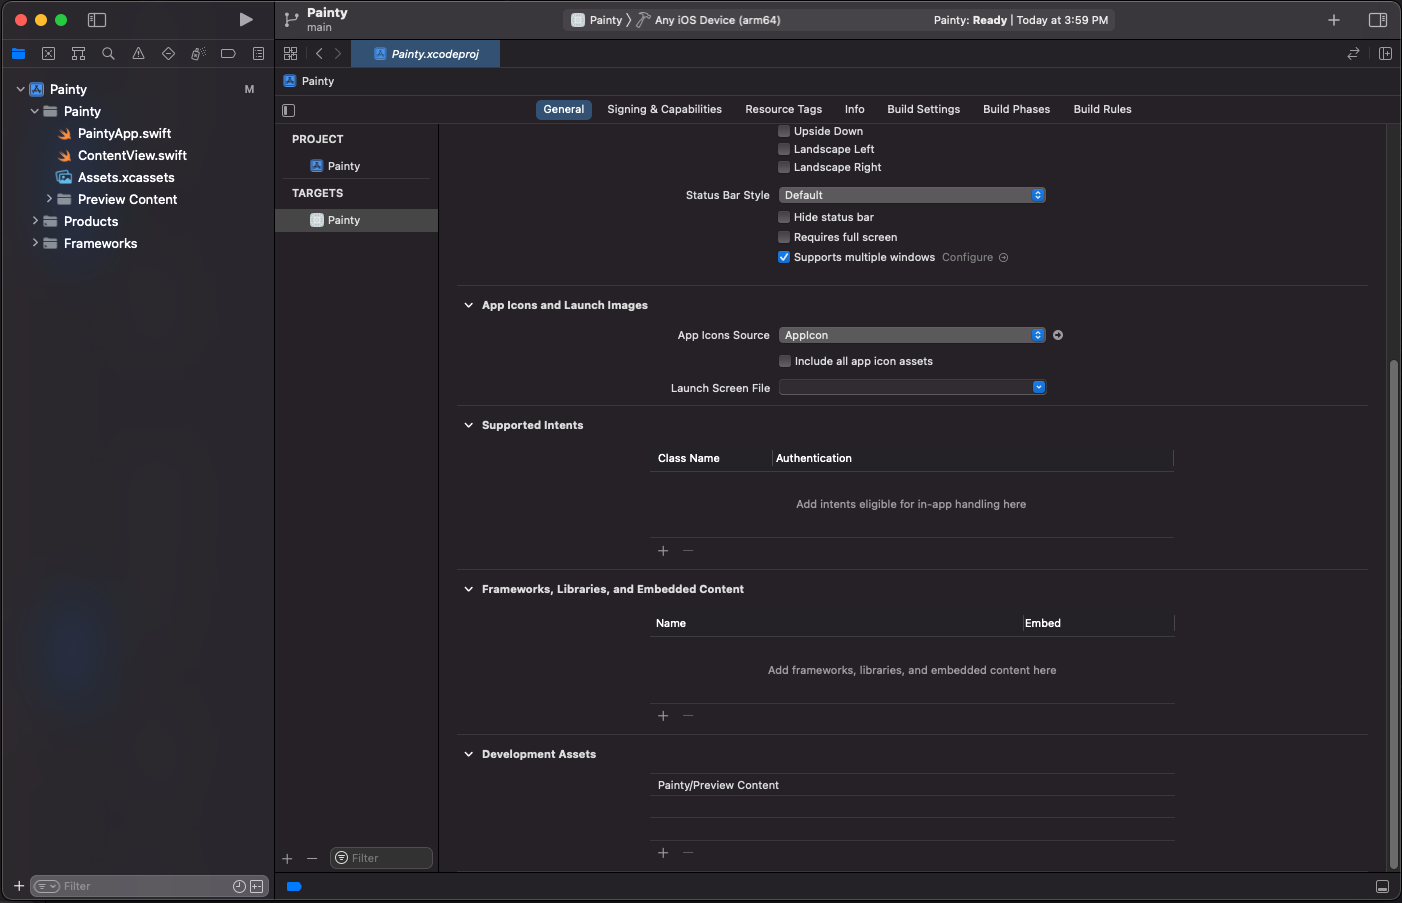 Painty
main
Painty
Any iOS Device (arm64)
Painty: Ready | Today at 3:59 PM
Painty.xcodeproj
Painty
M
Painty
PaintyApp.swift
ContentView.swift
Assets.xcassets
Preview Content
Products
Frameworks
Filter
Painty
General
Signing & Capabilities
Resource Tags
Info
Build Settings
Build Phases
Build Rules
PROJECT
Painty
TARGETS
Painty
Filter
Upside Down
Landscape Left
Landscape Right
Status Bar Style
Default
Hide status bar
Requires full screen
Supports multiple windows
Configure
App Icons and Launch Images
App Icons Source
AppIcon
Include all app icon assets
Launch Screen File
Supported Intents
Class Name
Authentication
Add intents eligible for in-app handling here
Frameworks, Libraries, and Embedded Content
Name
Embed
Add frameworks, libraries, and embedded content here
Development Assets
Painty/Preview Content